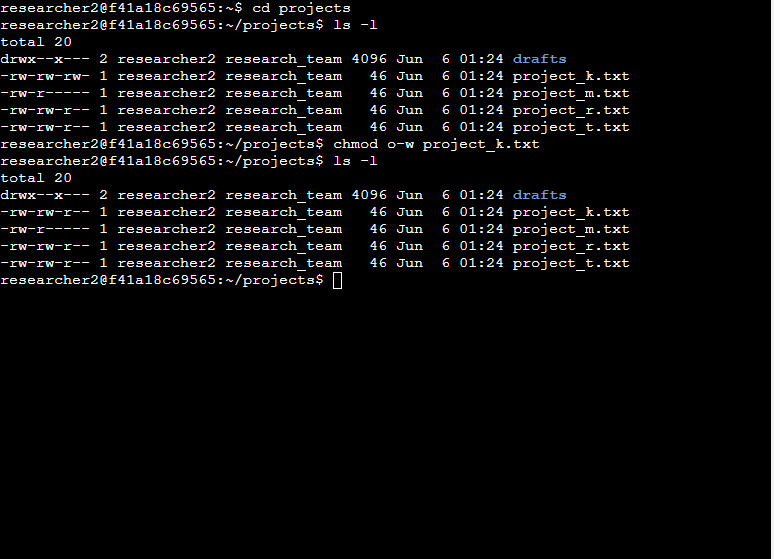 researcher2@f41a18c69565:~$ cd projects
researcher2@f41a18c69565:~/projects$ ls -l
total 20
drwx--x--- 2 researcher2 research_team 4096 Jun  6 01:24 drafts
-rw-rw-rw- 1 researcher2 research_team   46 Jun  6 01:24 project_k.txt
-rw-r----- 1 researcher2 research_team   46 Jun  6 01:24 project_m.txt
-rw-rw-r-- 1 researcher2 research_team   46 Jun  6 01:24 project_r.txt
-rw-rw-r-- 1 researcher2 research_team   46 Jun  6 01:24 project_t.txt
researcher2@f41a18c69565:~/projects$ chmod o-w project_k.txt
researcher2@f41a18c69565:~/projects$ ls -l
total 20
drwx--x--- 2 researcher2 research_team 4096 Jun  6 01:24 drafts
-rw-rw-r-- 1 researcher2 research_team   46 Jun  6 01:24 project_k.txt
-rw-r----- 1 researcher2 research_team   46 Jun  6 01:24 project_m.txt
-rw-rw-r-- 1 researcher2 research_team   46 Jun  6 01:24 project_r.txt
-rw-rw-r-- 1 researcher2 research_team   46 Jun  6 01:24 project_t.txt
researcher2@f41a18c69565:~/projects$